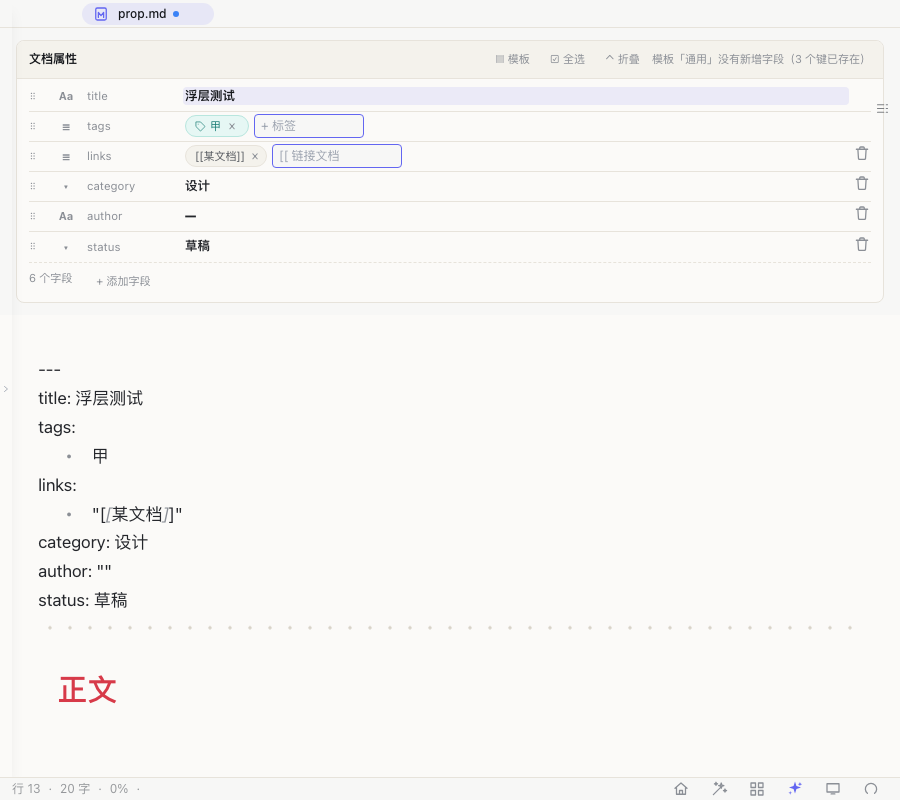 prop.md
文档属性 模板 全选 折叠 模板「通用」没有新增字段（3 个键已存在）
Aa title 浮层测试
tags 甲 × + 标签
links [[某文档]] × [[ 链接文档
category 设计
Aa author —
status 草稿
6 个字段 + 添加字段
---
title: 浮层测试
tags:
• 甲
links:
• "[[某文档]]"
category: 设计
author: ""
status: 草稿
正文
行 13 · 20 字 · 0% ·